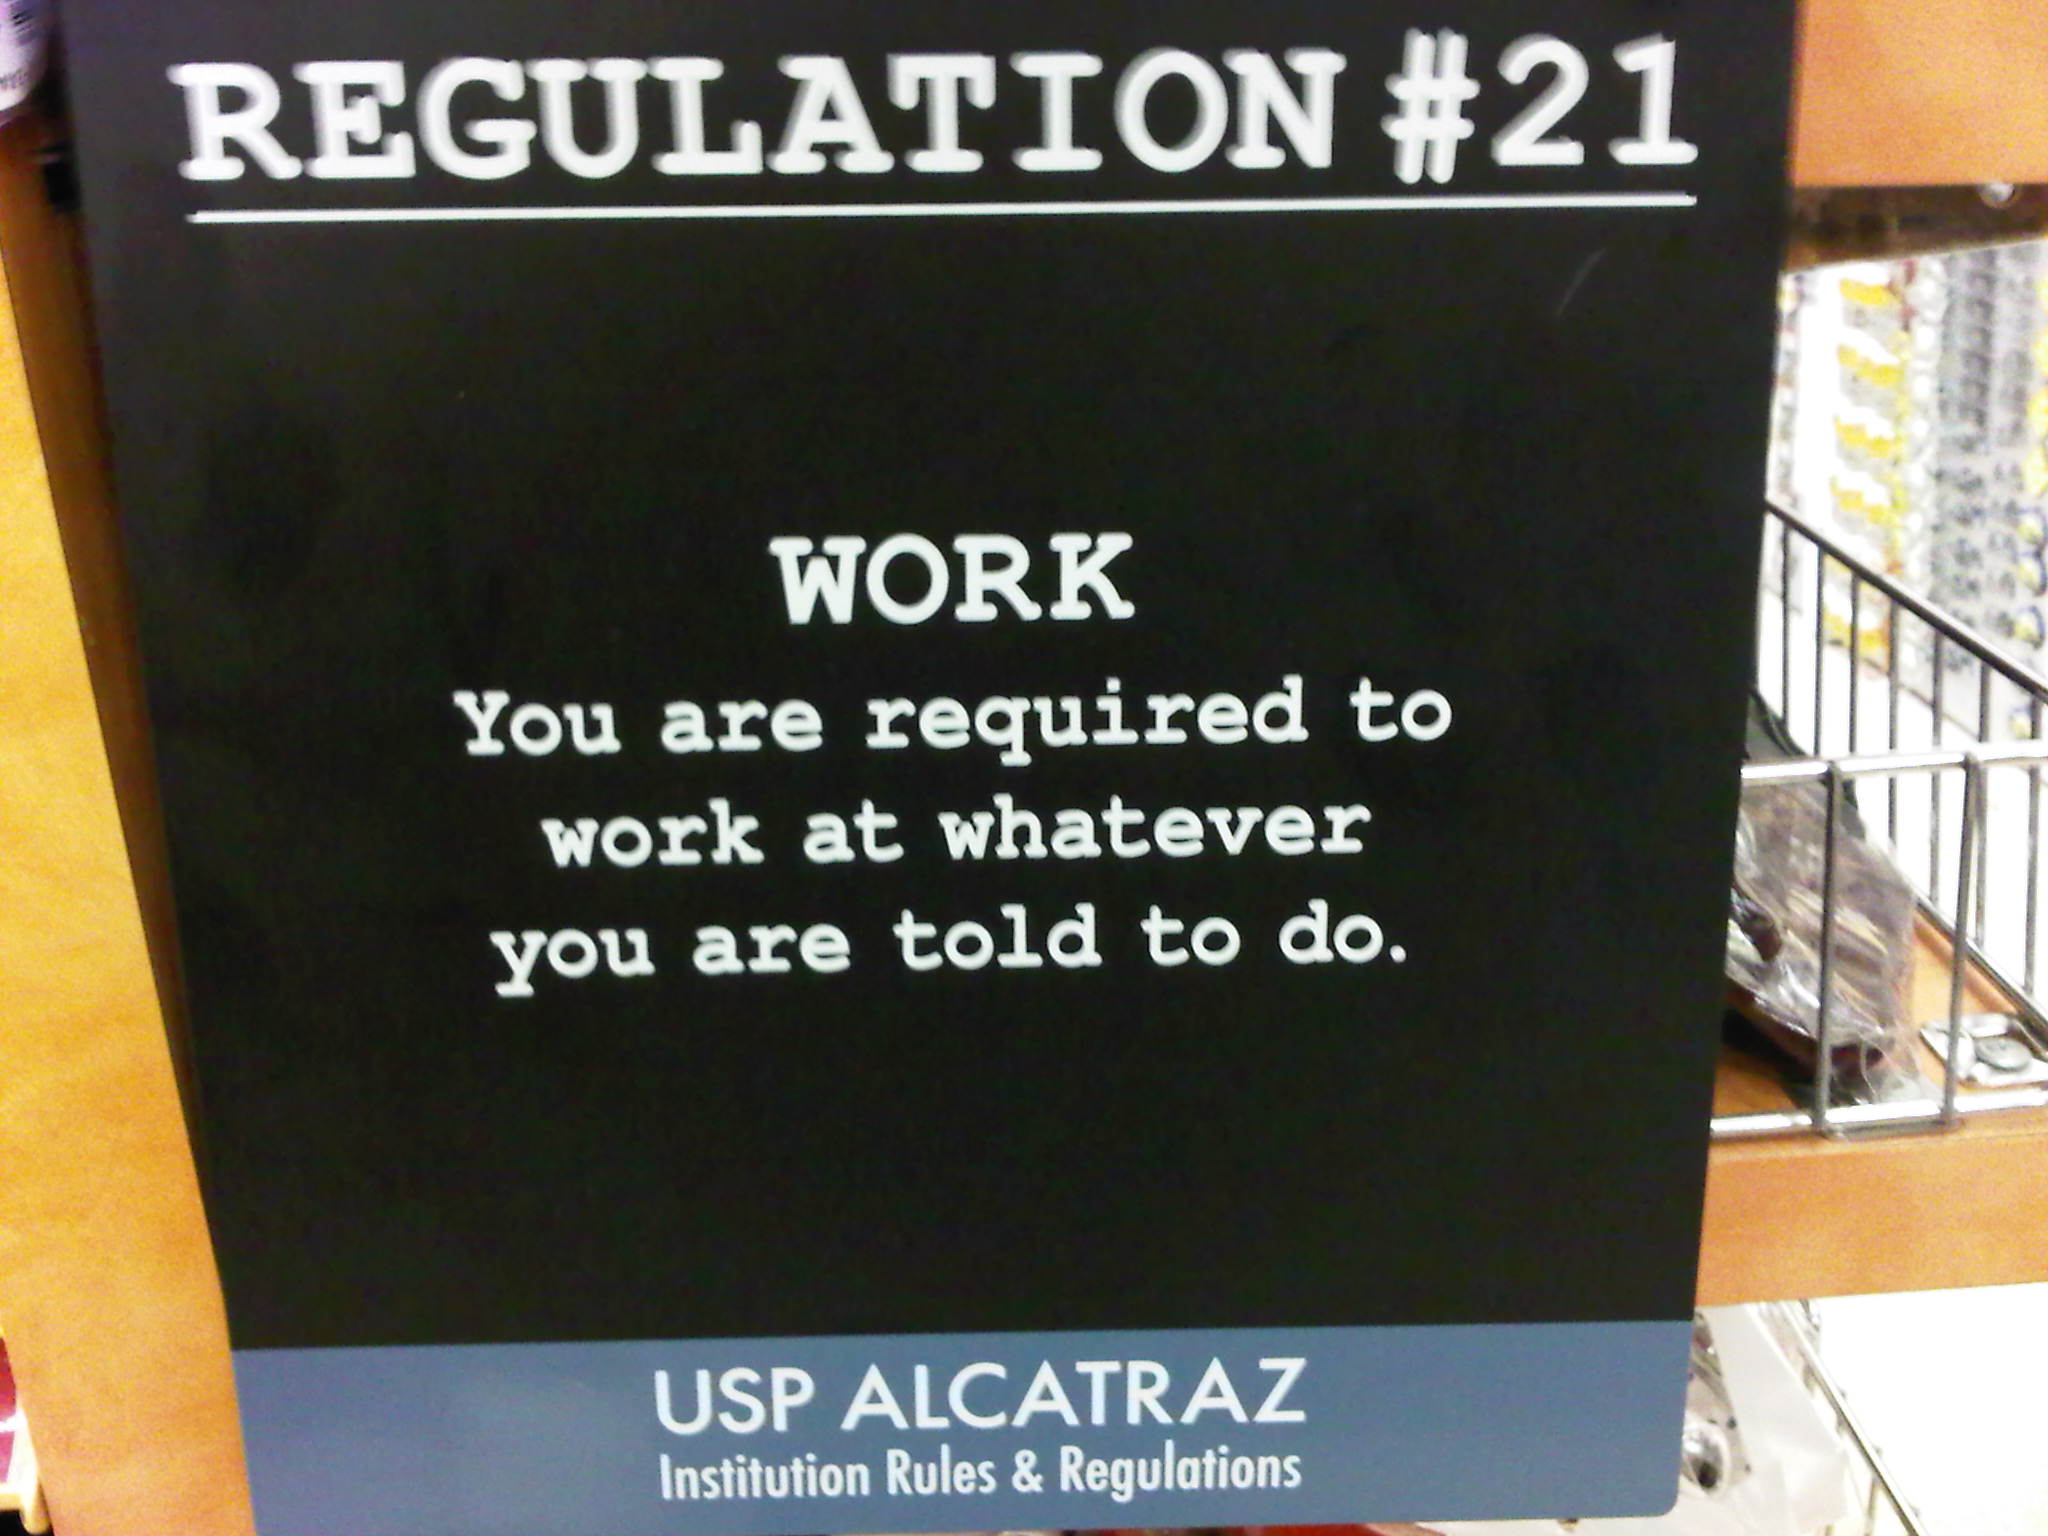 REGULATION #21
WORK
You are required to
work at whatever
you are told to do.
USP ALCATRAZ
Institution Rules & Regulations